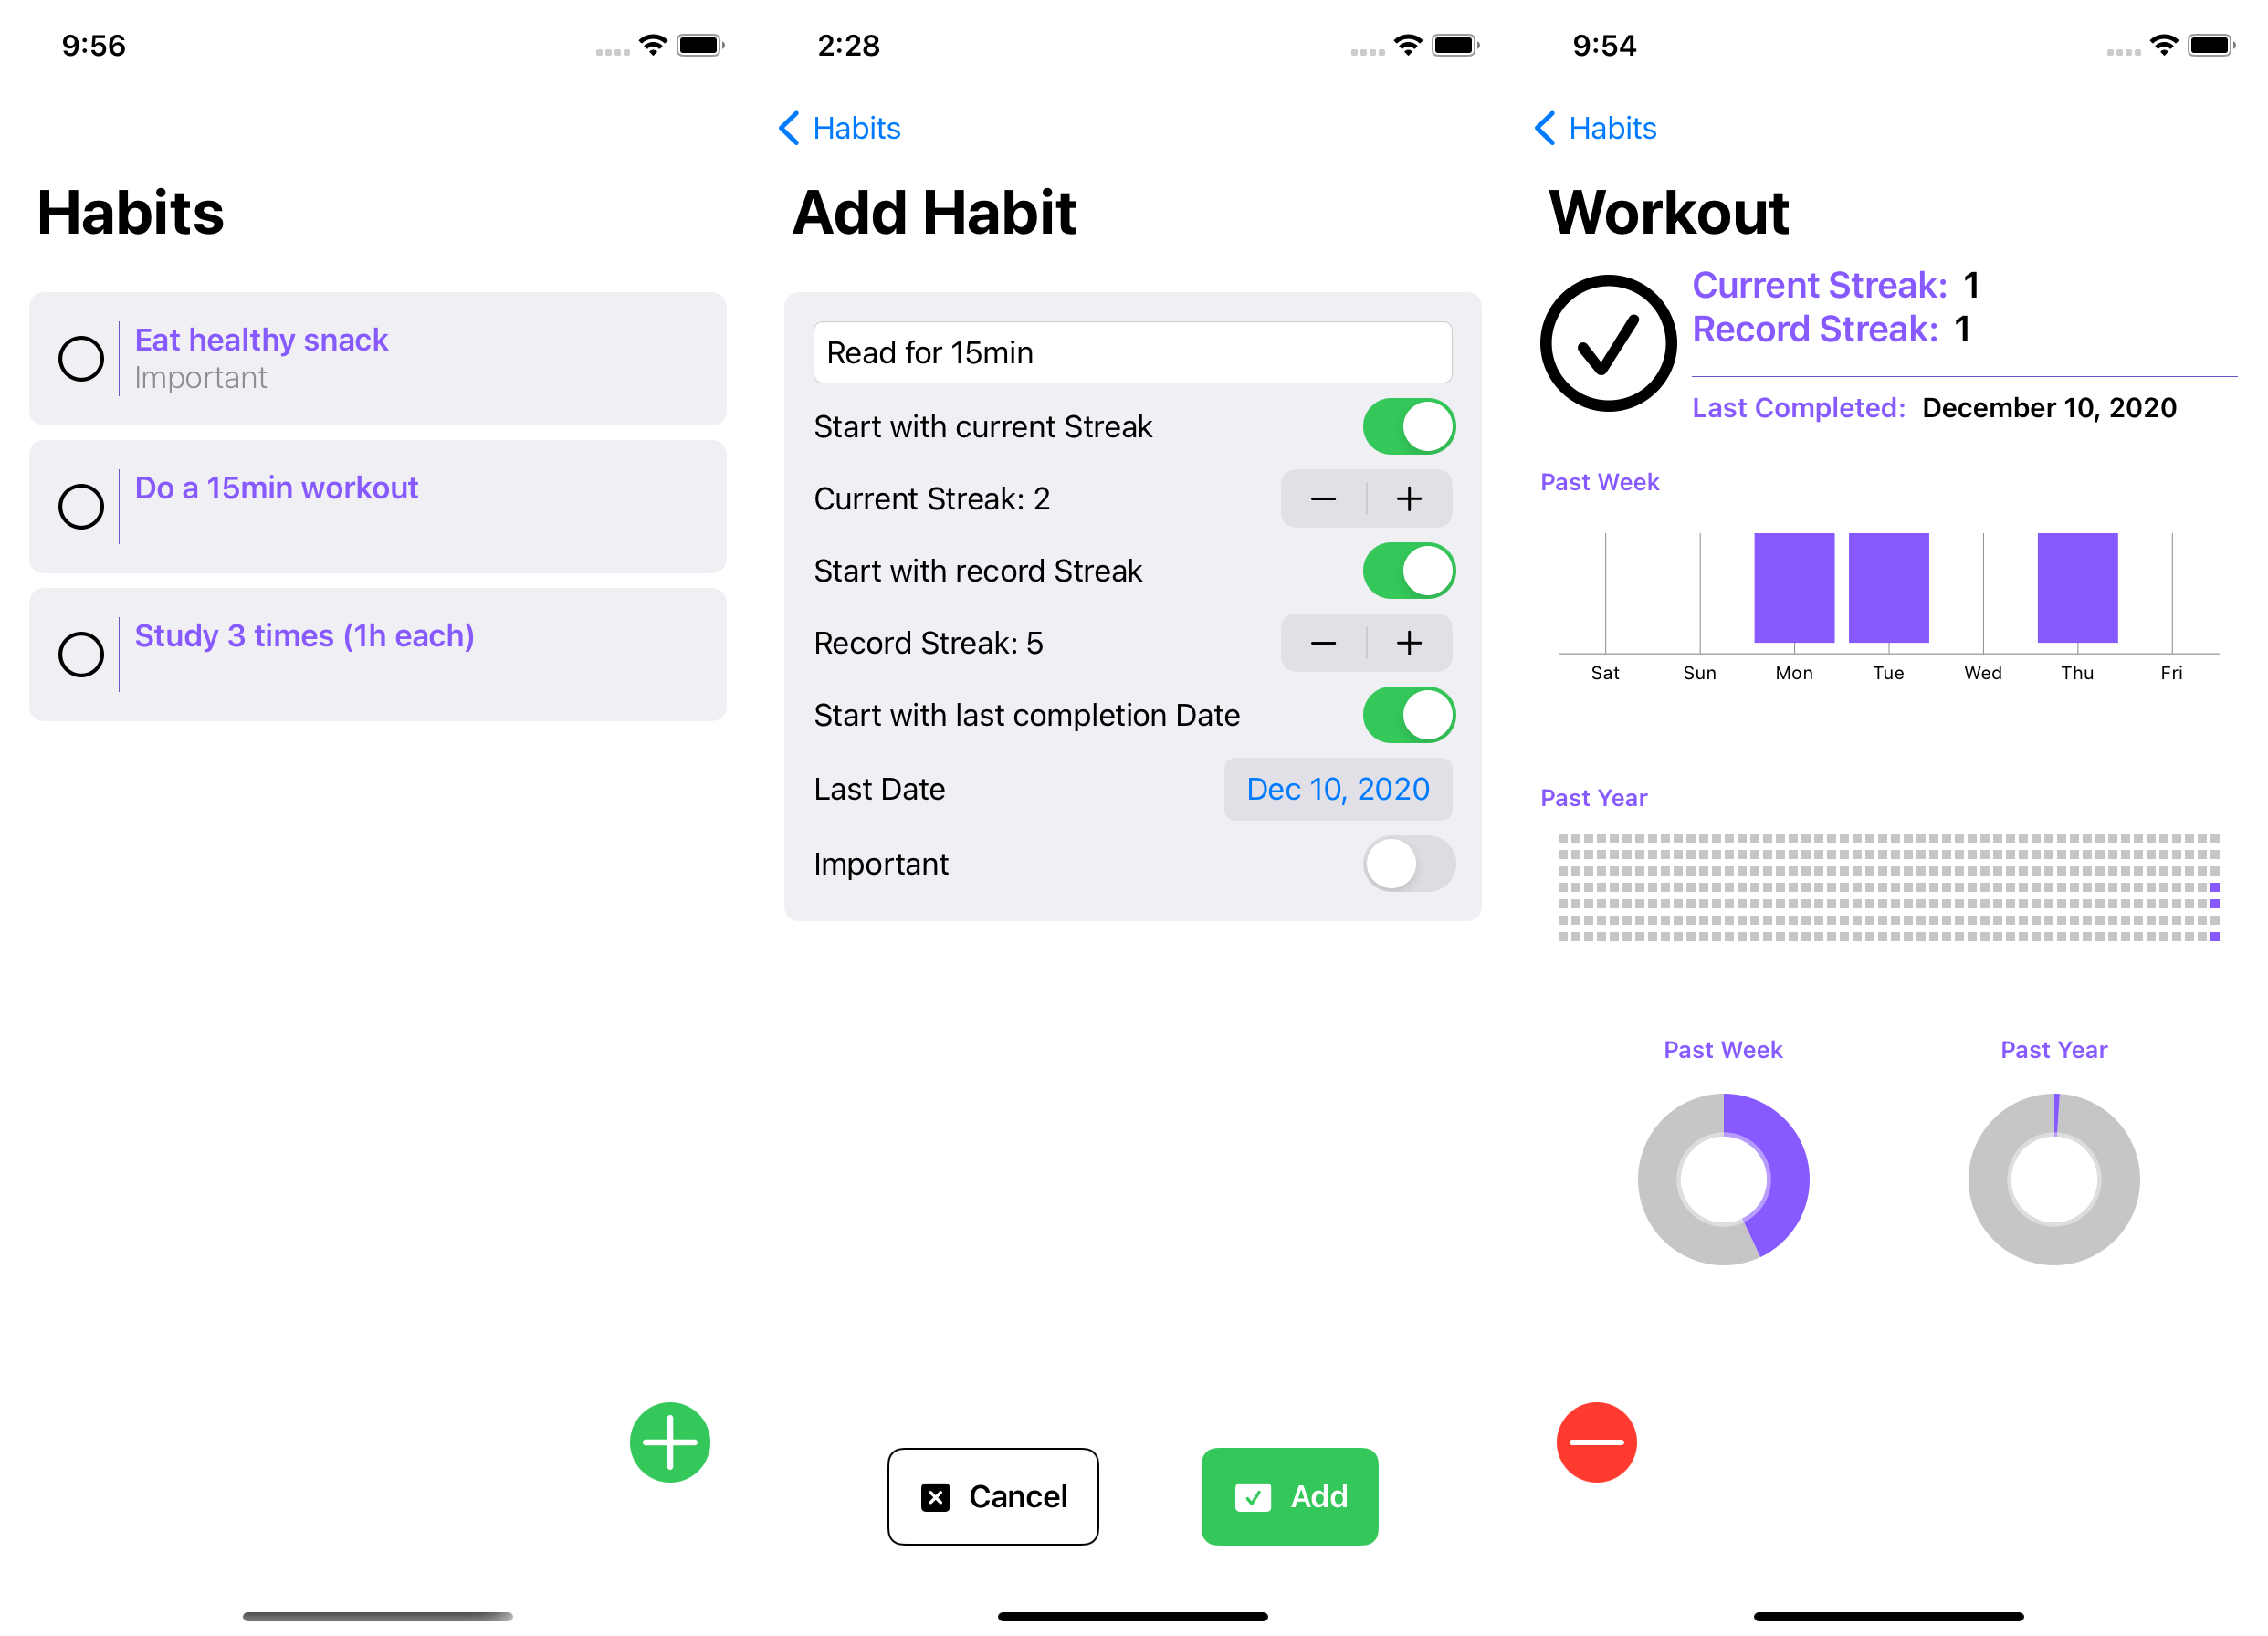 9:56
Habits
Eat healthy snack
Important
Do a 15min workout
Study 3 times (1h each)
2:28
Habits
Add Habit
Read for 15min
Start with current Streak
Current Streak: 2
Start with record Streak
Record Streak: 5
Start with last completion Date
Last Date Dec 10, 2020
Important
Cancel Add
9:54
Habits
Workout
Current Streak: 1
Record Streak: 1
Last Completed: December 10, 2020
Past Week
Sat Sun Mon Tue Wed Thu Fri
Past Year
Past Week Past Year